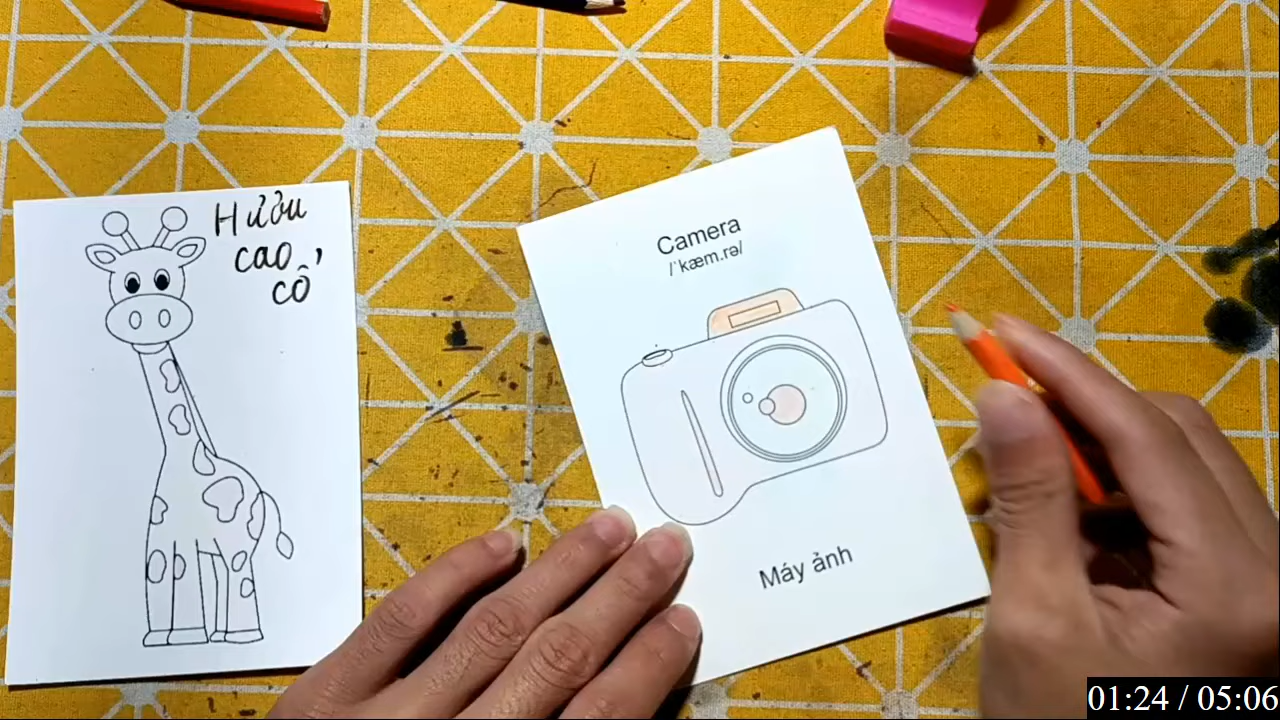 Hươu
cao
cổ
Camera
/ˈkæm.rə/
Máy ảnh
01:24 / 05:06